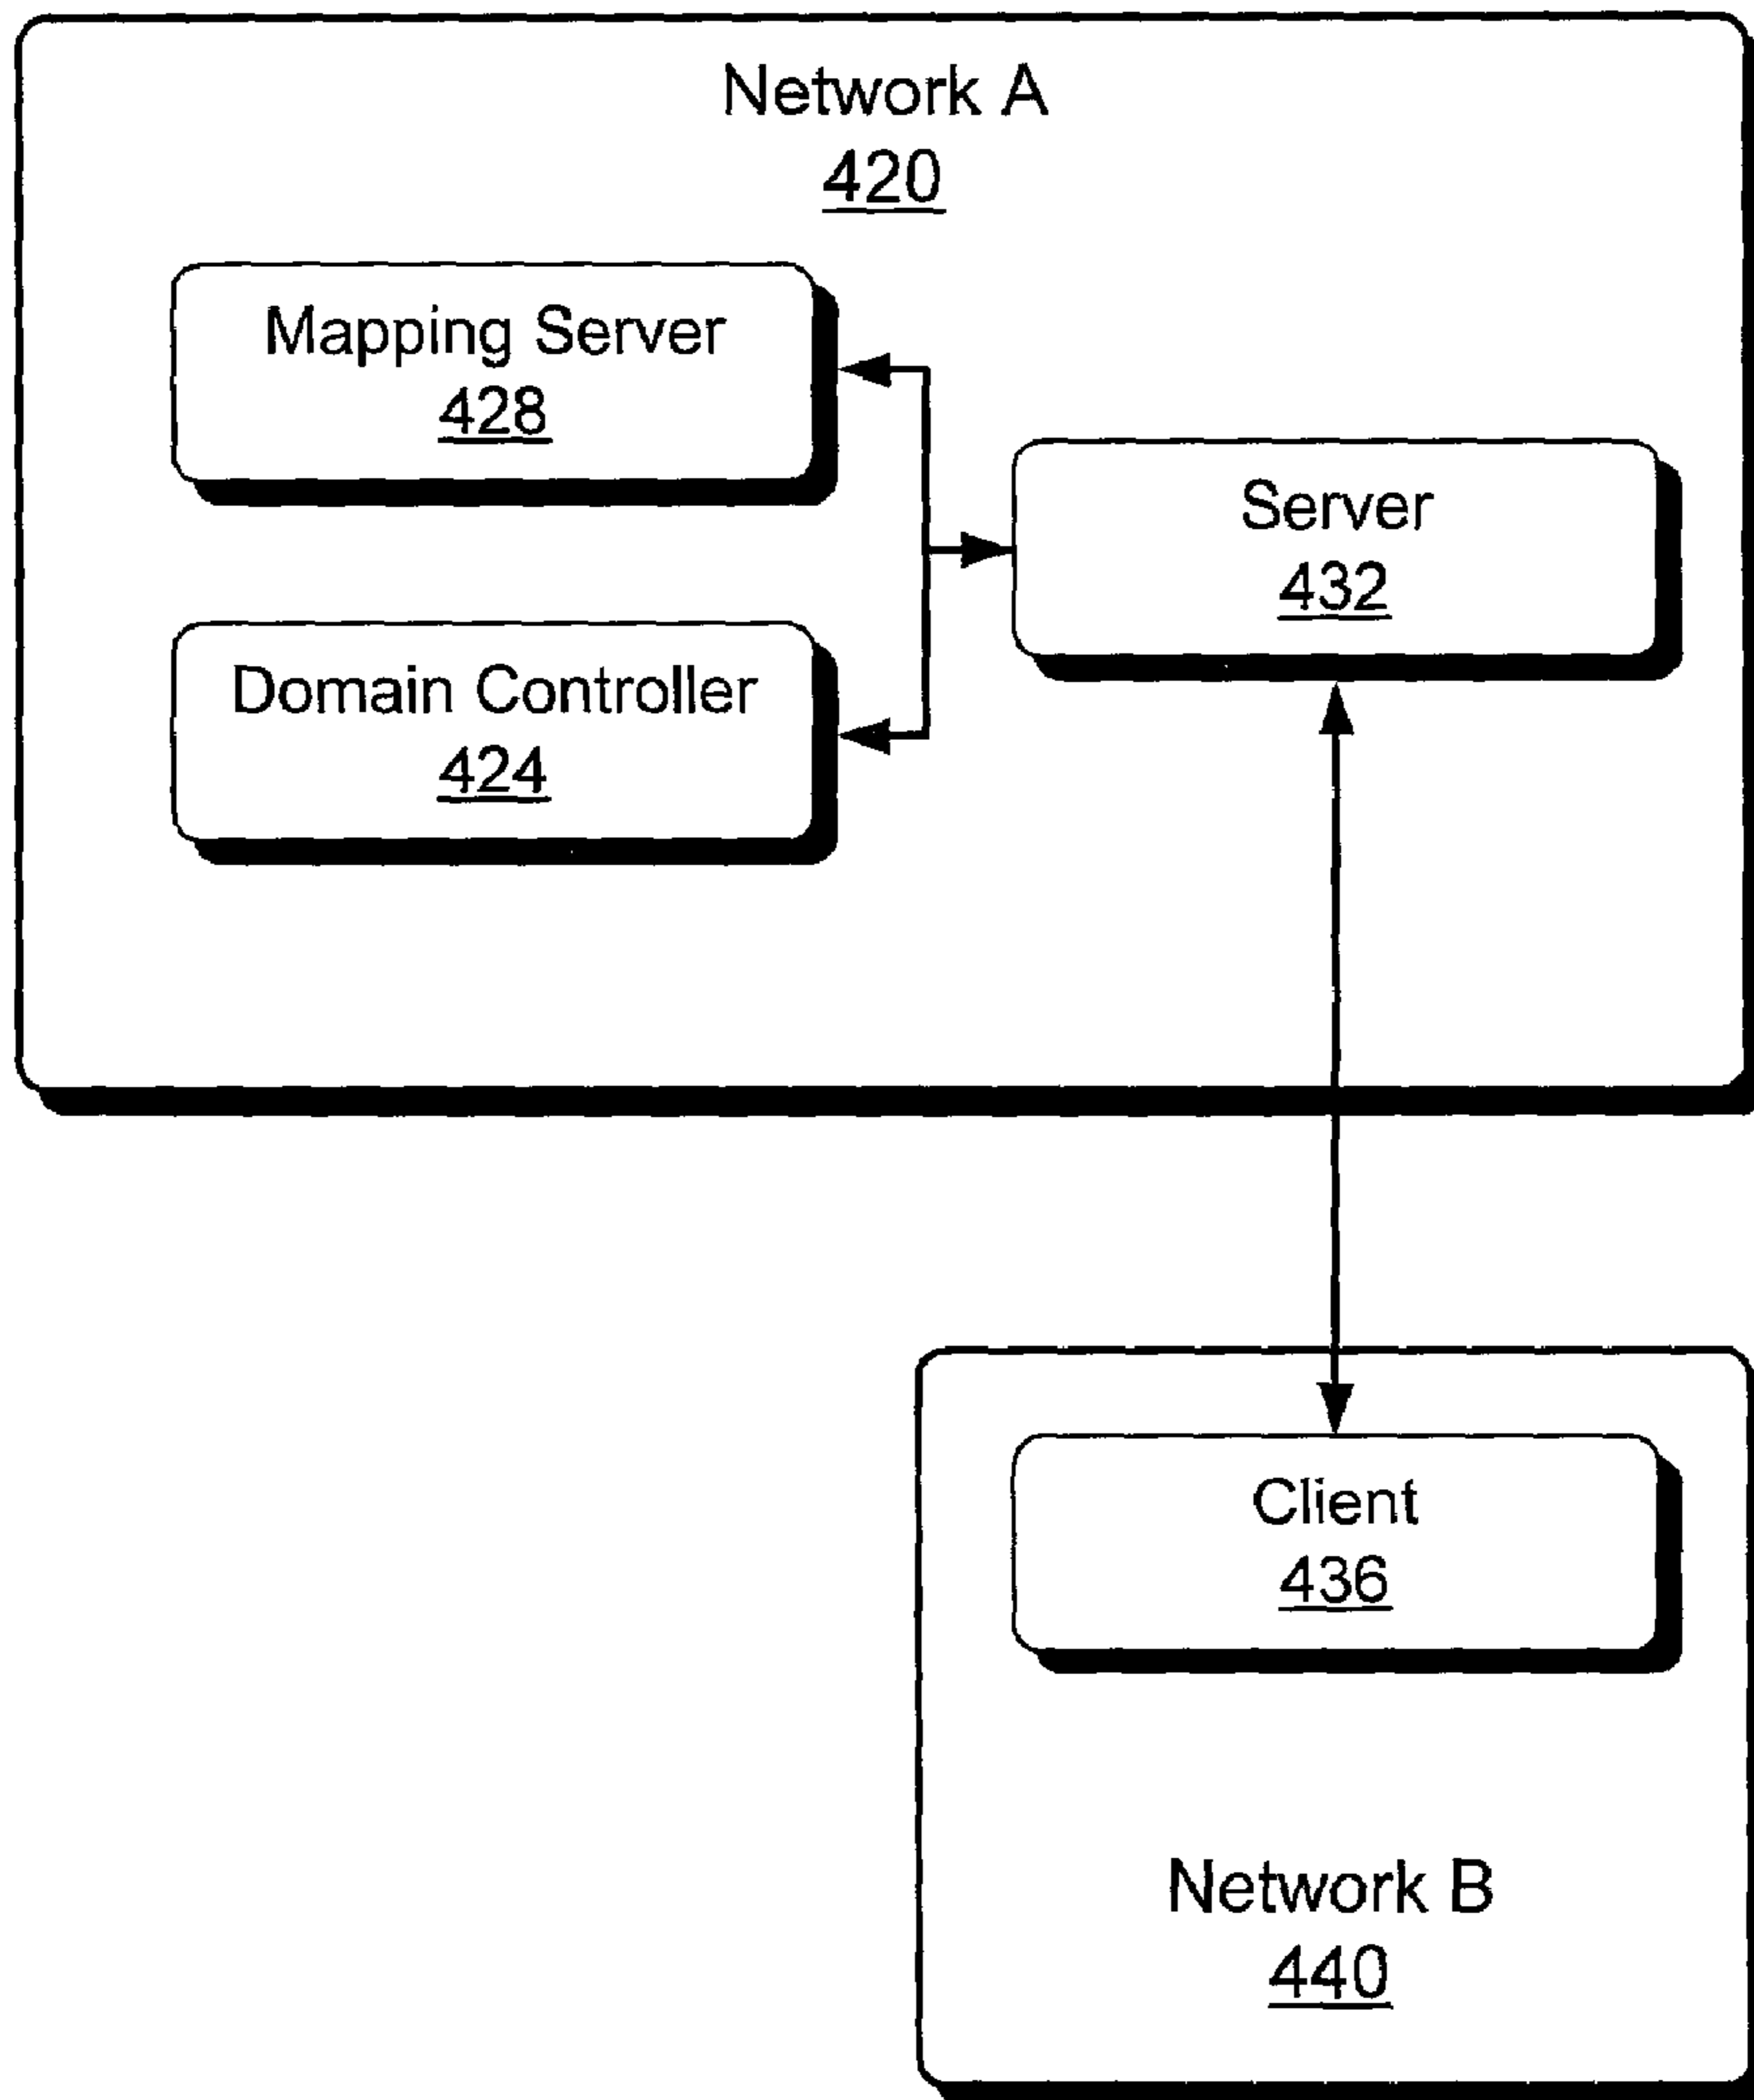 Network A
420
Mapping Server
428
Server
432
Domain Controller
424
Client
436
Network B
440